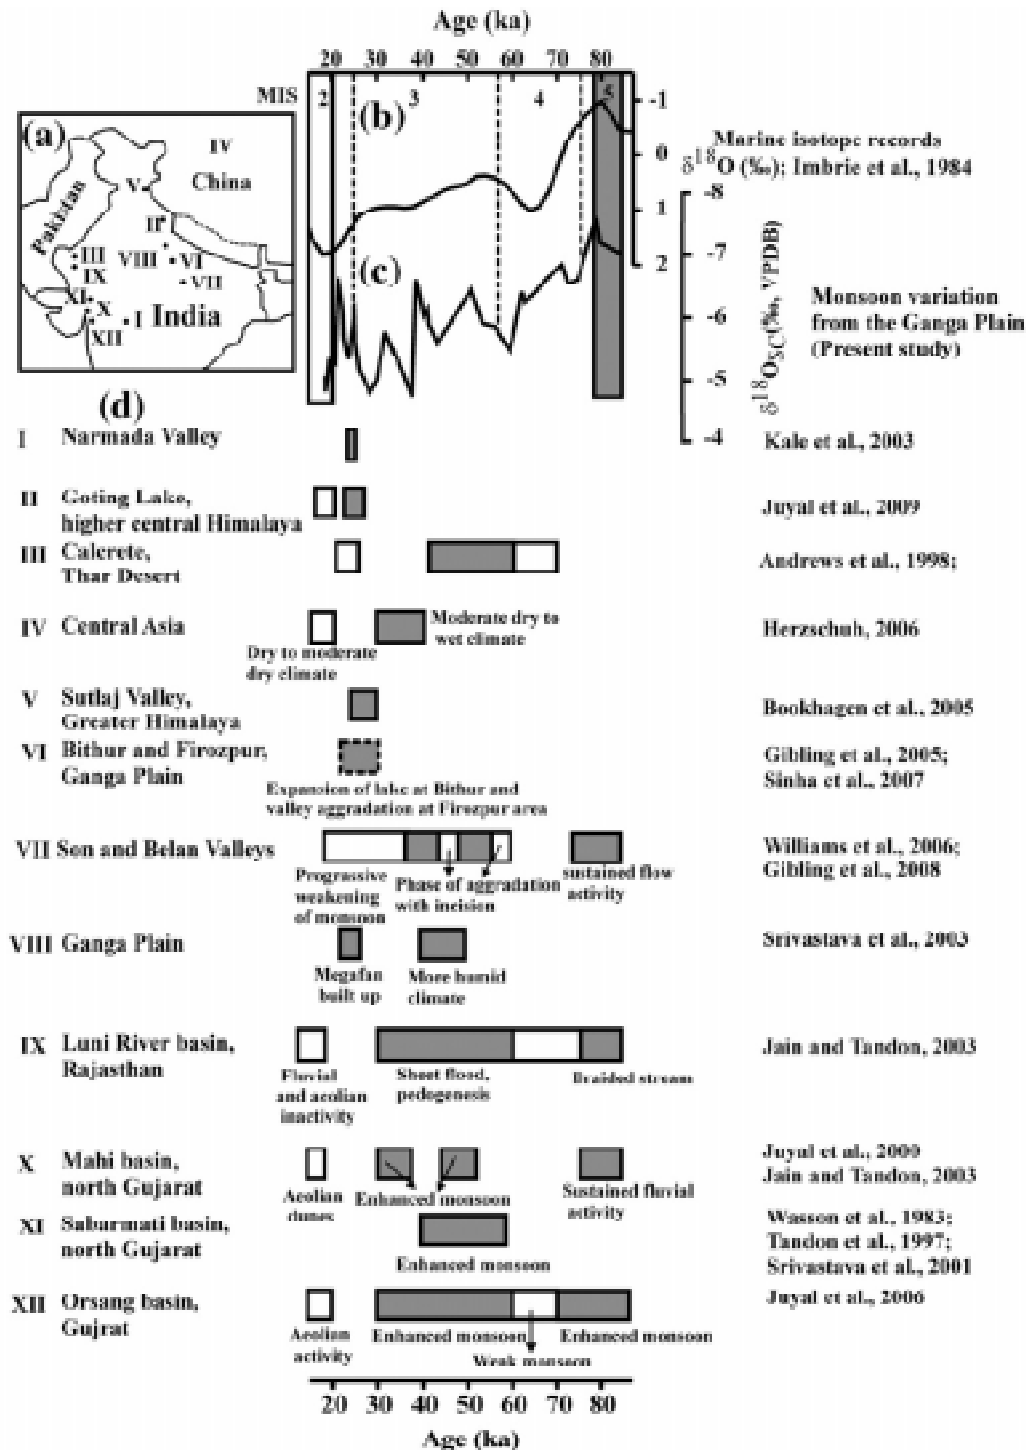 Age (ka)
20 30 40 50 60 70 80
MIS 2 3 4 5
(a)
(b)
(c)
IV
China
V
Pakistan
II
III
VIII
VI
IX
VII
XI
X
I India
XII
-1
0
1
2
Marine isotope records
δ18O (‰); Imbrie et al., 1984
-8
-7
-6
-5
-4
δ18OSC(‰, VPDB)
Monsoon variation
from the Ganga Plain
(Present study)
(d)
I Narmada Valley
Kale et al., 2003
II Goting Lake,
higher central Himalaya
Juyal et al., 2009
III Calcrete,
Thar Desert
Andrews et al., 1998;
IV Central Asia
Moderate dry to
wet climate
Dry to moderate
dry climate
Herzschuh, 2006
V Sutlaj Valley,
Greater Himalaya
Bookhagen et al., 2005
VI Bithur and Firozpur,
Ganga Plain
Expansion of lake at Bithur and
valley aggradation at Firozpur area
Gibling et al., 2005;
Sinha et al., 2007
VII Son and Belan Valleys
Progressive
weakening
of monsoon
Phase of aggradation
with incision
sustained flow
activity
Williams et al., 2006;
Gibling et al., 2008
VIII Ganga Plain
Megafan
built up
More humid
climate
Srivastava et al., 2003
IX Luni River basin,
Rajasthan
Fluvial
and aeolian
inactivity
Sheet flood,
pedogenesis
Braided stream
Jain and Tandon, 2003
X Mahi basin,
north Gujarat
Aeolian
dunes
Enhanced monsoon
Sustained fluvial
activity
Juyal et al., 2000
Jain and Tandon, 2003
XI Sabarmati basin,
north Gujarat
Enhanced monsoon
Wasson et al., 1983;
Tandon et al., 1997;
Srivastava et al., 2001
XII Orsang basin,
Gujrat
Aeolian
activity
Enhanced monsoon
Weak monsoon
Enhanced monsoon
Juyal et al., 2006
20 30 40 50 60 70 80
Age (ka)